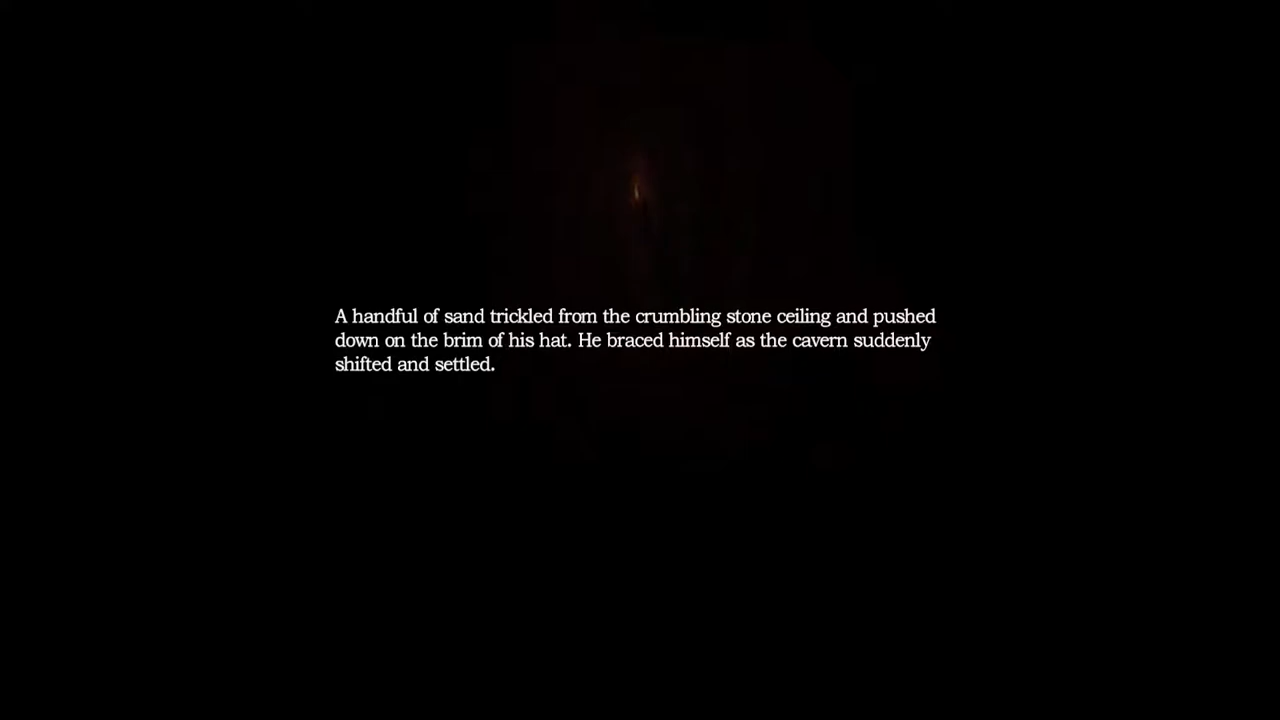 A handful of sand trickled from the crumbling stone ceiling and pushed
down on the brim of his hat. He braced himself as the cavern suddenly
shifted and settled.